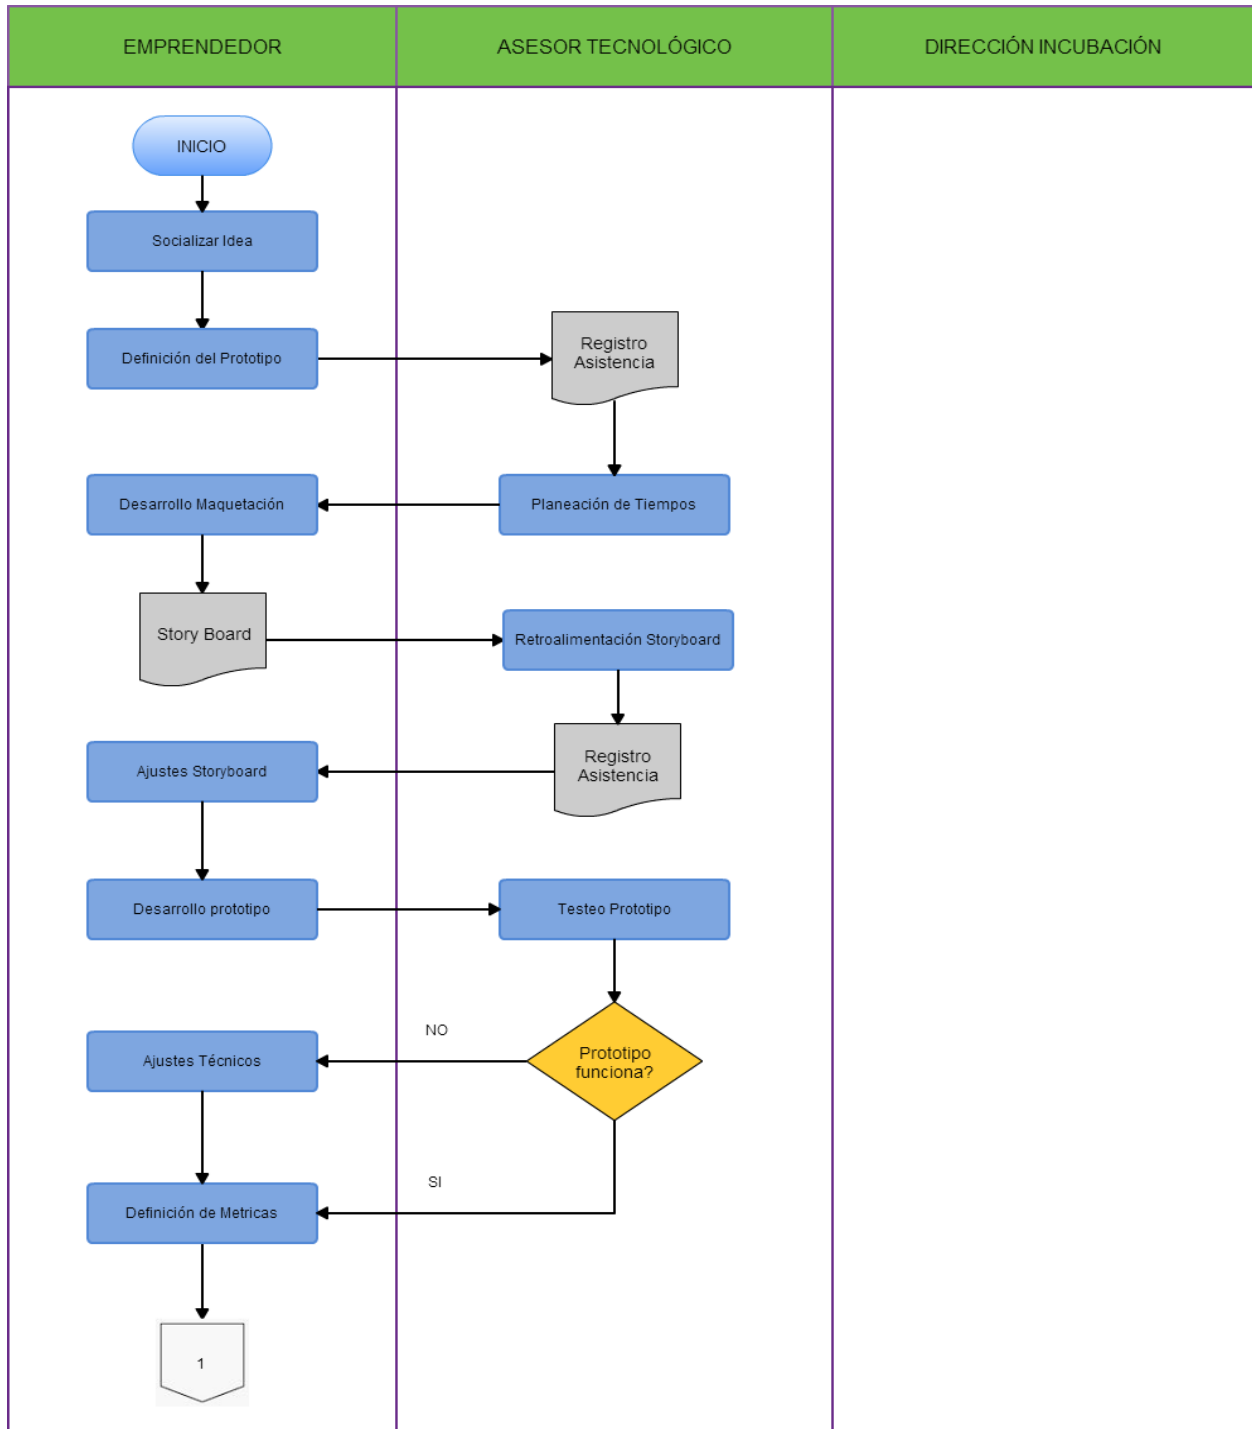 EMPRENDEDOR
ASESOR TECNOLÓGICO
DIRECCIÓN INCUBACIÓN
INICIO
Socializar Idea
Definición del Prototipo
Registro
Asistencia
Desarrollo Maquetación
Planeación de Tiempos
Story Board
Retroalimentación Storyboard
Ajustes Storyboard
Registro
Asistencia
Desarrollo prototipo
Testeo Prototipo
NO
Ajustes Técnicos
Prototipo
funciona?
SI
Definición de Metricas
1